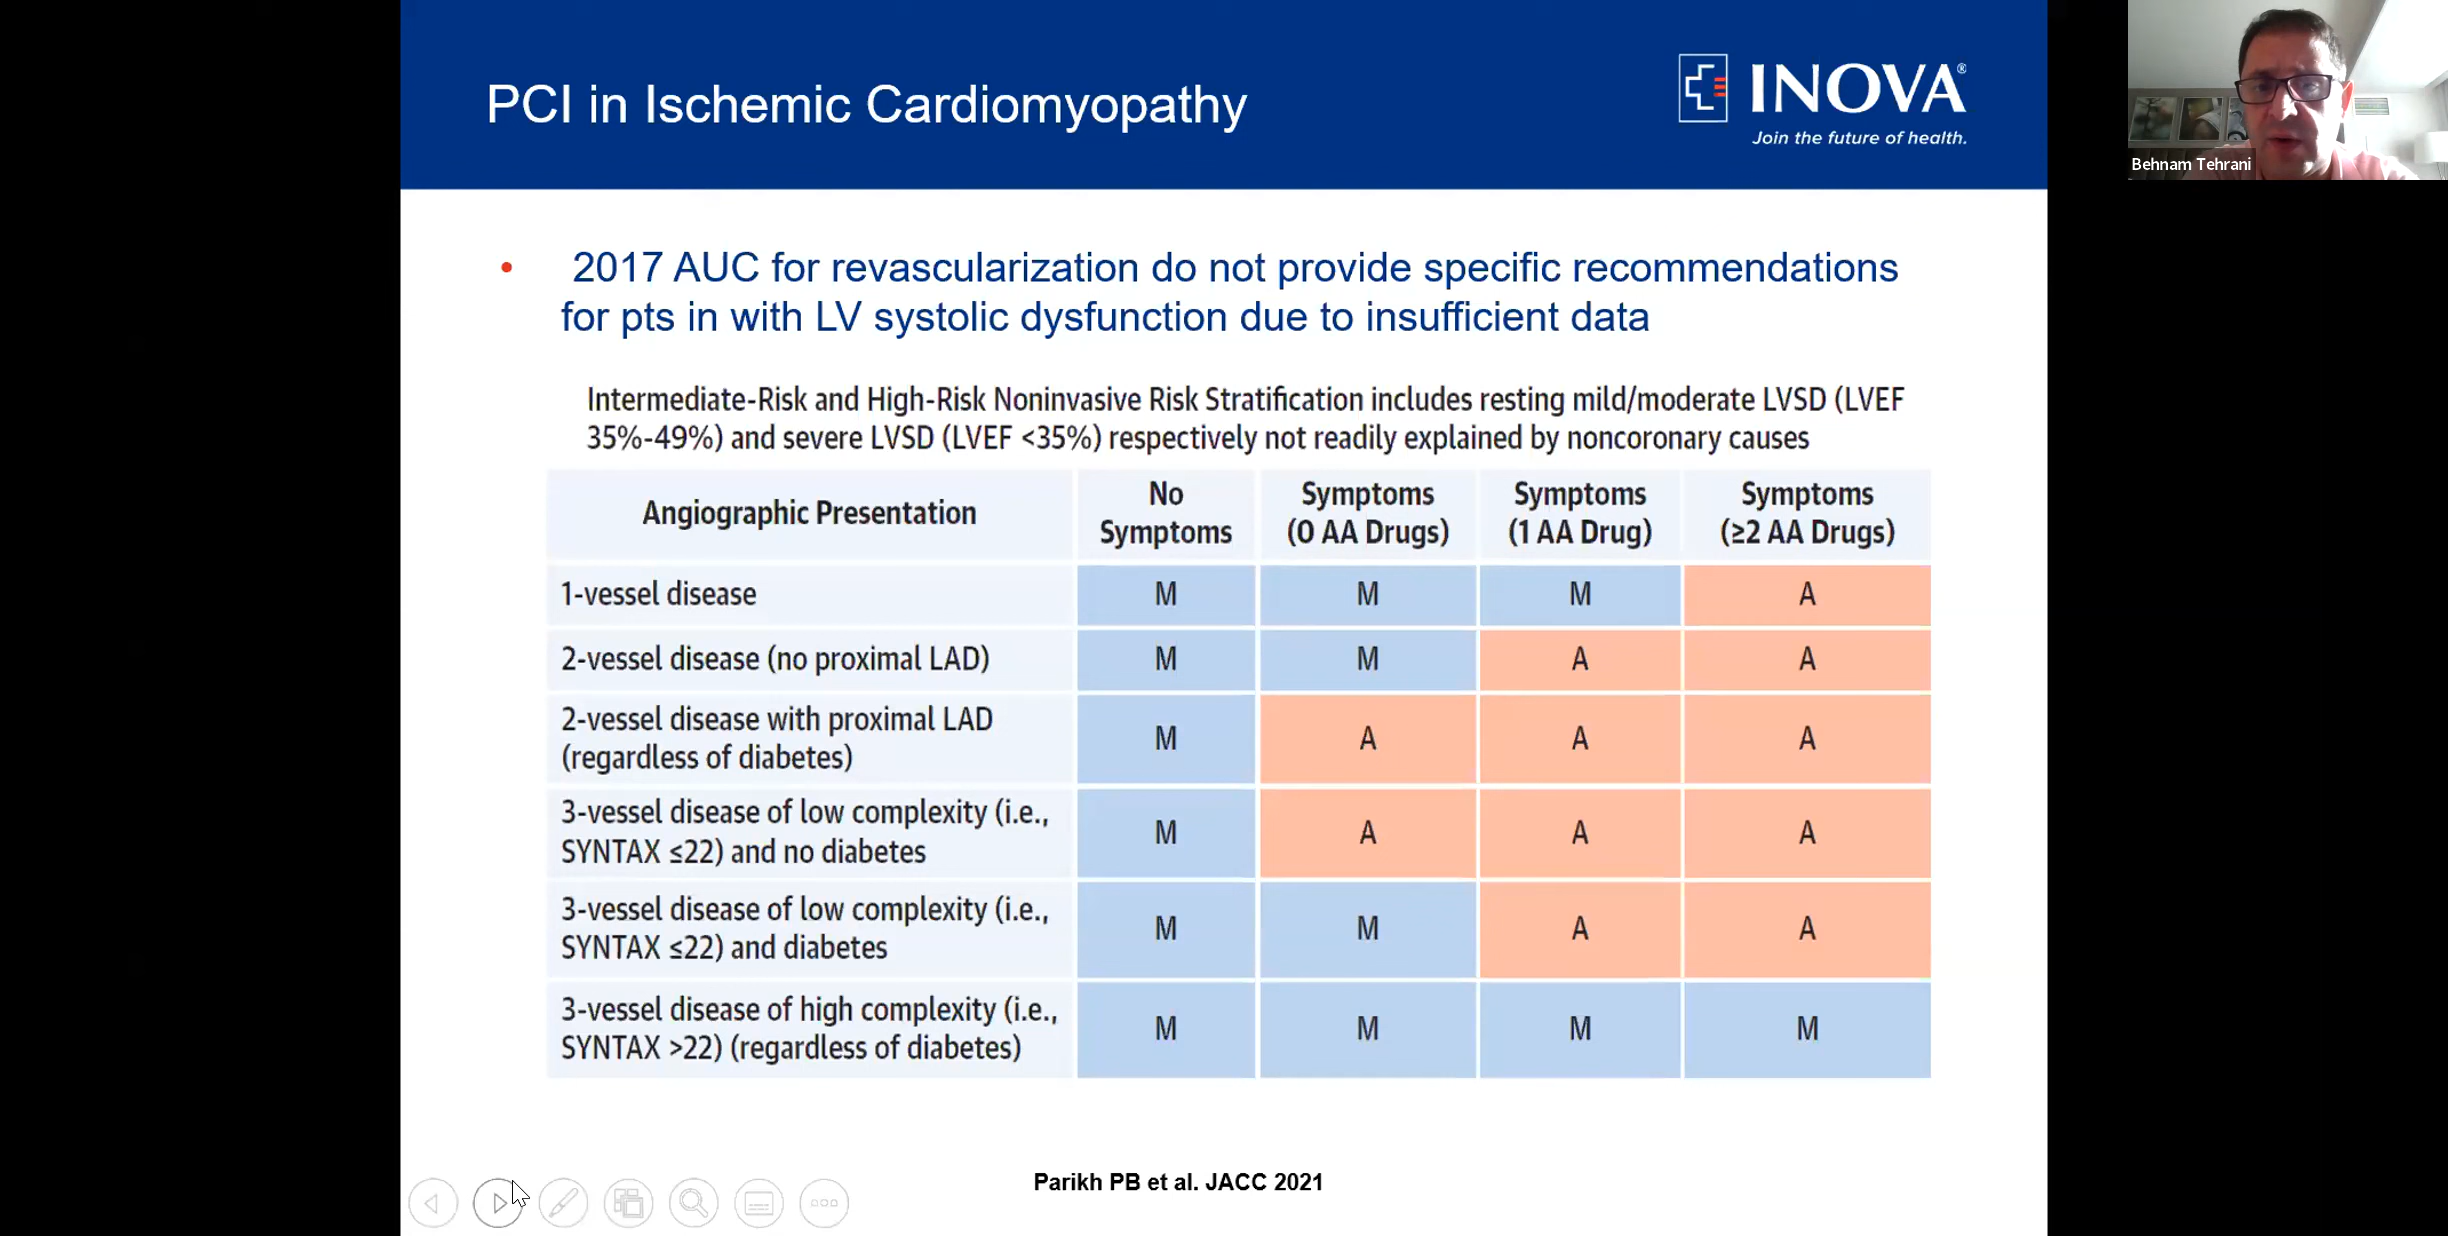 PCI in Ischemic Cardiomyopathy
INOVA®
Join the future of health.
Behnam Tehrani
• 2017 AUC for revascularization do not provide specific recommendations
for pts in with LV systolic dysfunction due to insufficient data
Intermediate-Risk and High-Risk Noninvasive Risk Stratification includes resting mild/moderate LVSD (LVEF
35%-49%) and severe LVSD (LVEF <35%) respectively not readily explained by noncoronary causes
Angiographic Presentation
No
Symptoms
Symptoms
(0 AA Drugs)
Symptoms
(1 AA Drug)
Symptoms
(≥2 AA Drugs)
1-vessel disease M M M A
2-vessel disease (no proximal LAD) M M A A
2-vessel disease with proximal LAD
(regardless of diabetes) M A A A
3-vessel disease of low complexity (i.e.,
SYNTAX ≤22) and no diabetes M A A A
3-vessel disease of low complexity (i.e.,
SYNTAX ≤22) and diabetes M M A A
3-vessel disease of high complexity (i.e.,
SYNTAX >22) (regardless of diabetes) M M M M
Parikh PB et al. JACC 2021